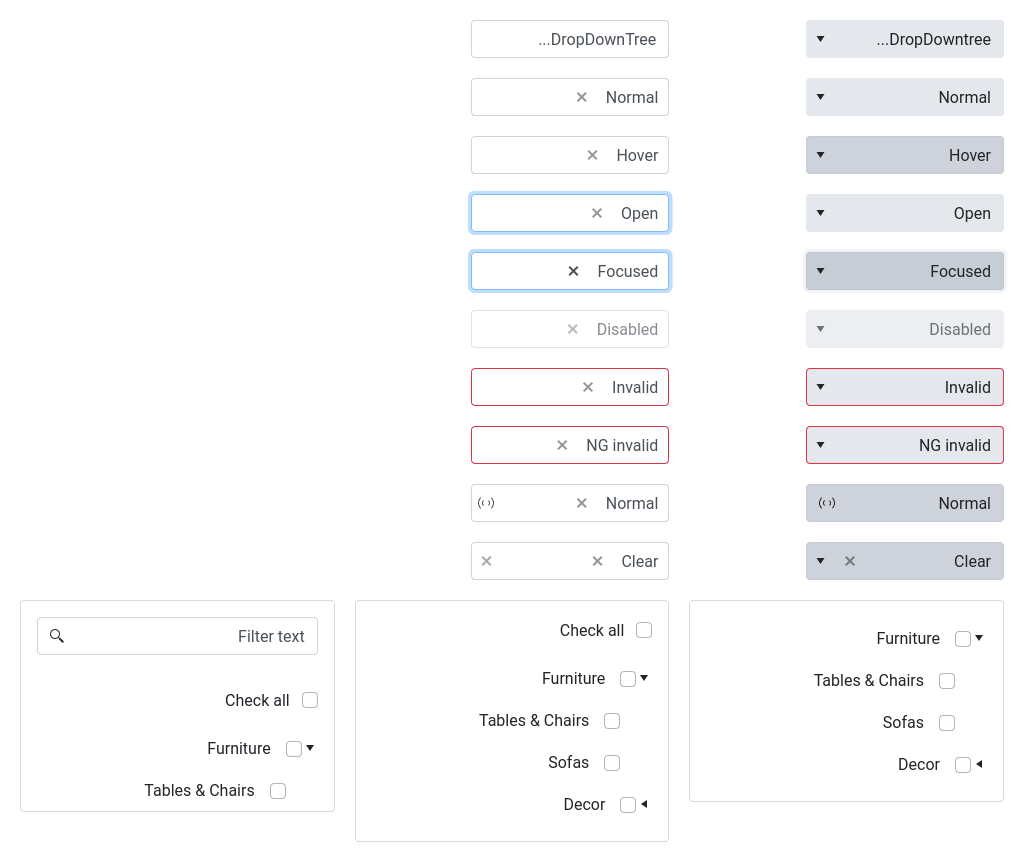 ...DropDownTree
...DropDowntree
Normal
Normal
Hover
Hover
Open
Open
Focused
Focused
Disabled
Disabled
Invalid
Invalid
NG invalid
NG invalid
Normal
Normal
Clear
Clear
Filter text
Check all
Furniture
Tables & Chairs
Check all
Furniture
Tables & Chairs
Sofas
Decor
Furniture
Tables & Chairs
Sofas
Decor